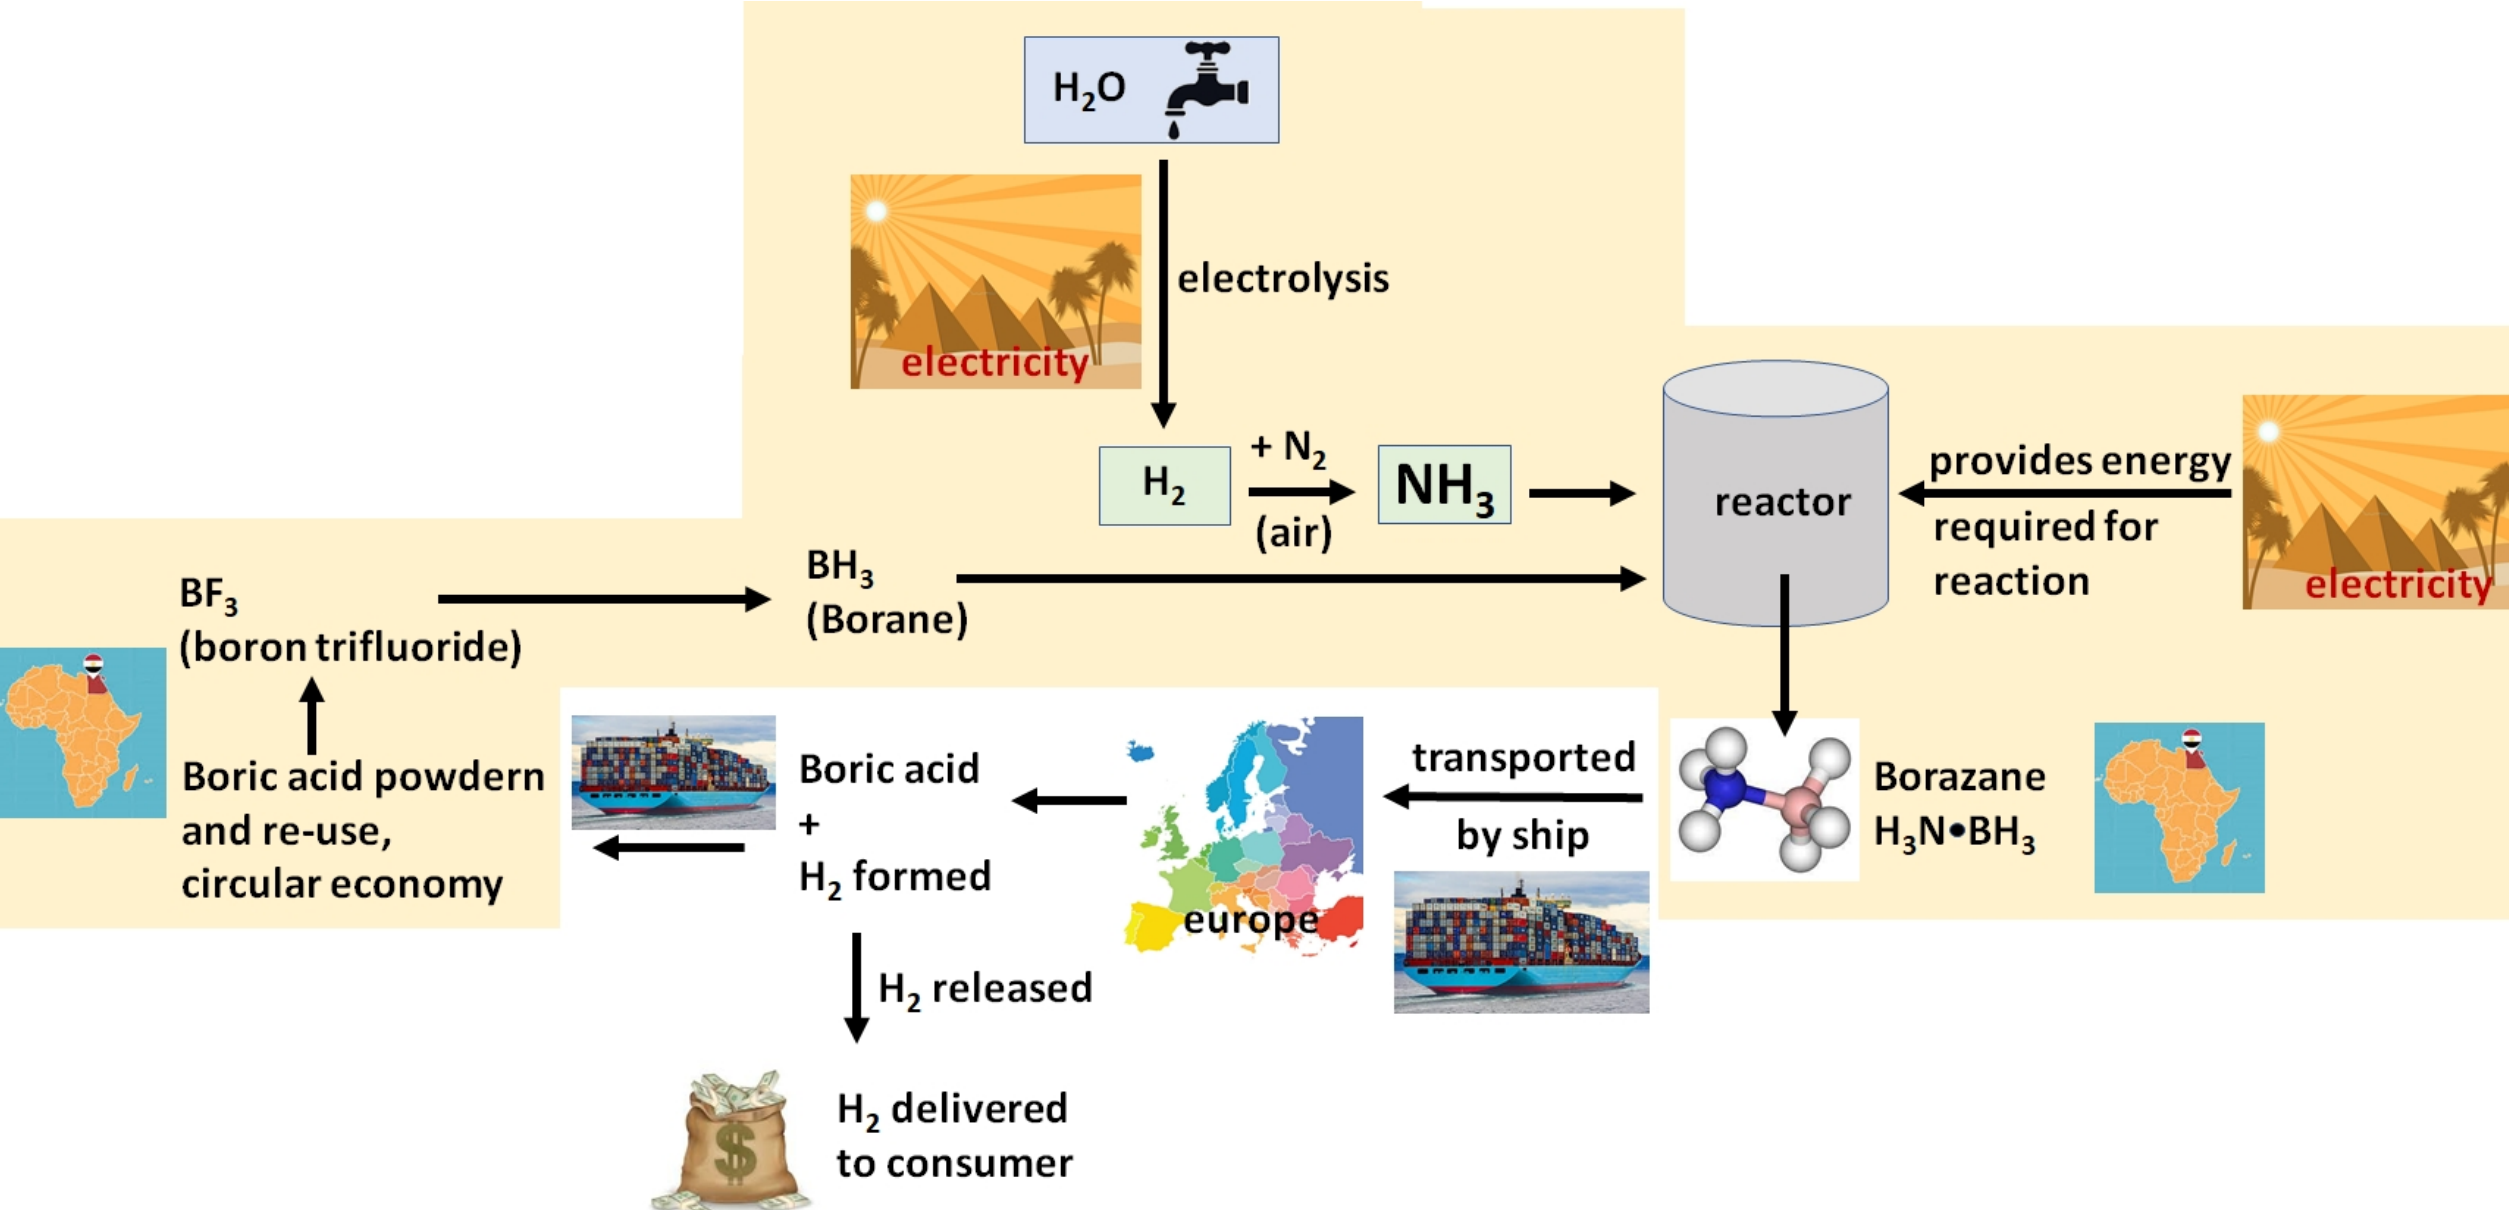 H₂O
electricity
electrolysis
H₂
+ N₂
(air)
NH₃
reactor
provides energy
required for
reaction
electricity
BF₃
(boron trifluoride)
BH₃
(Borane)
Boric acid powdern
and re-use,
circular economy
Boric acid
+
H₂ formed
europe
transported
by ship
Borazane
H₃N•BH₃
H₂ released
$
H₂ delivered
to consumer